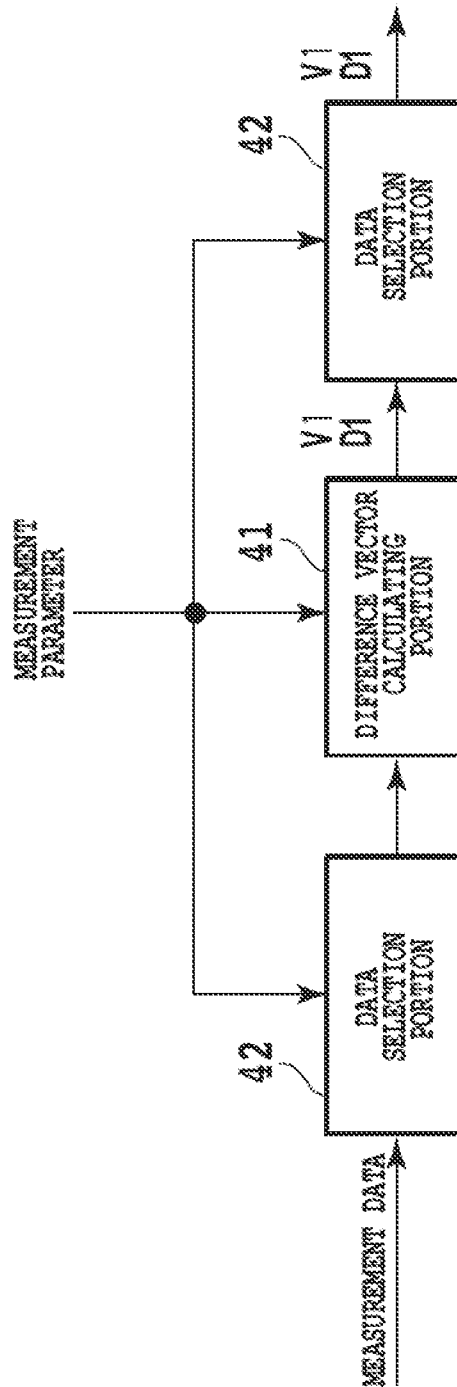 MEASUREMENT
PARAMETER
MEASUREMENT DATA
42
DATA
SELECTION
PORTION
41
DIFFERENCE VECTOR
CALCULATING
PORTION
V1
D1
42
DATA
SELECTION
PORTION
V1
D1